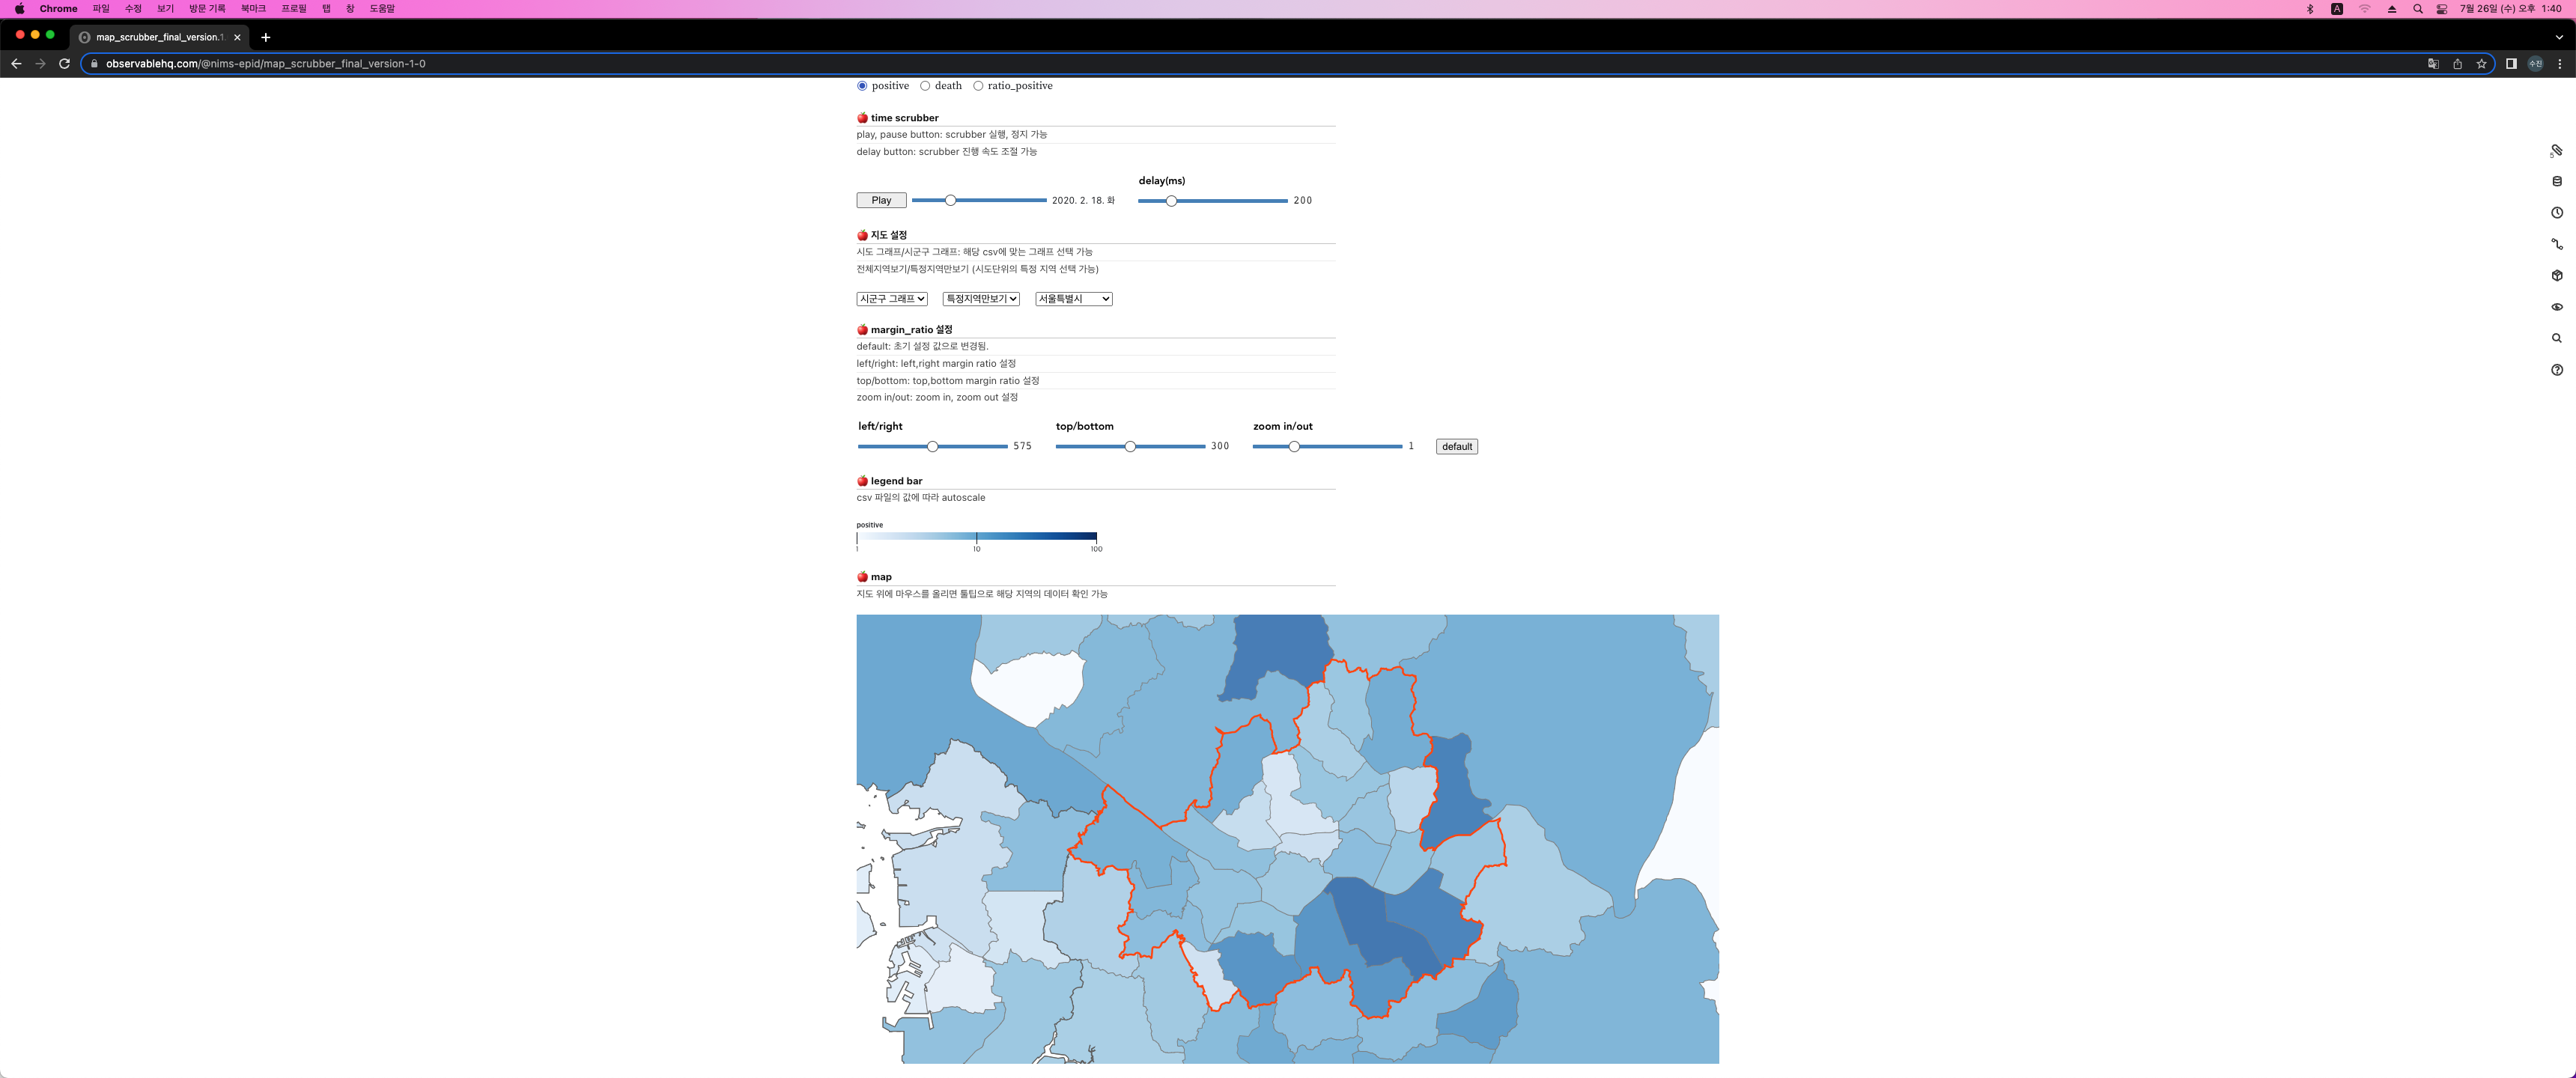 Chrome 파일 수정 보기 방문 기록 북마크 프로필 탭 창 도움말 A 7월 26일 (수) 오후 1:40
map_scrubber_final_version.1
observablehq.com/@nims-epid/map_scrubber_final_version-1-0 수진
positive death ratio_positive
time scrubber
play, pause button: scrubber 실행, 정지 가능
delay button: scrubber 진행 속도 조절 가능
delay(ms)
Play 2020. 2. 18. 화 200
지도 설정
시도 그래프/시군구 그래프: 해당 csv에 맞는 그래프 선택 가능
전체지역보기/특정지역만보기 (시도단위의 특정 지역 선택 가능)
시군구 그래프 특정지역만보기 서울특별시
margin_ratio 설정
default: 초기 설정 값으로 변경됨.
left/right: left,right margin ratio 설정
top/bottom: top,bottom margin ratio 설정
zoom in/out: zoom in, zoom out 설정
left/right top/bottom zoom in/out
575 300 1 default
legend bar
csv 파일의 값에 따라 autoscale
positive
1 10 100
map
지도 위에 마우스를 올리면 툴팁으로 해당 지역의 데이터 확인 가능
5